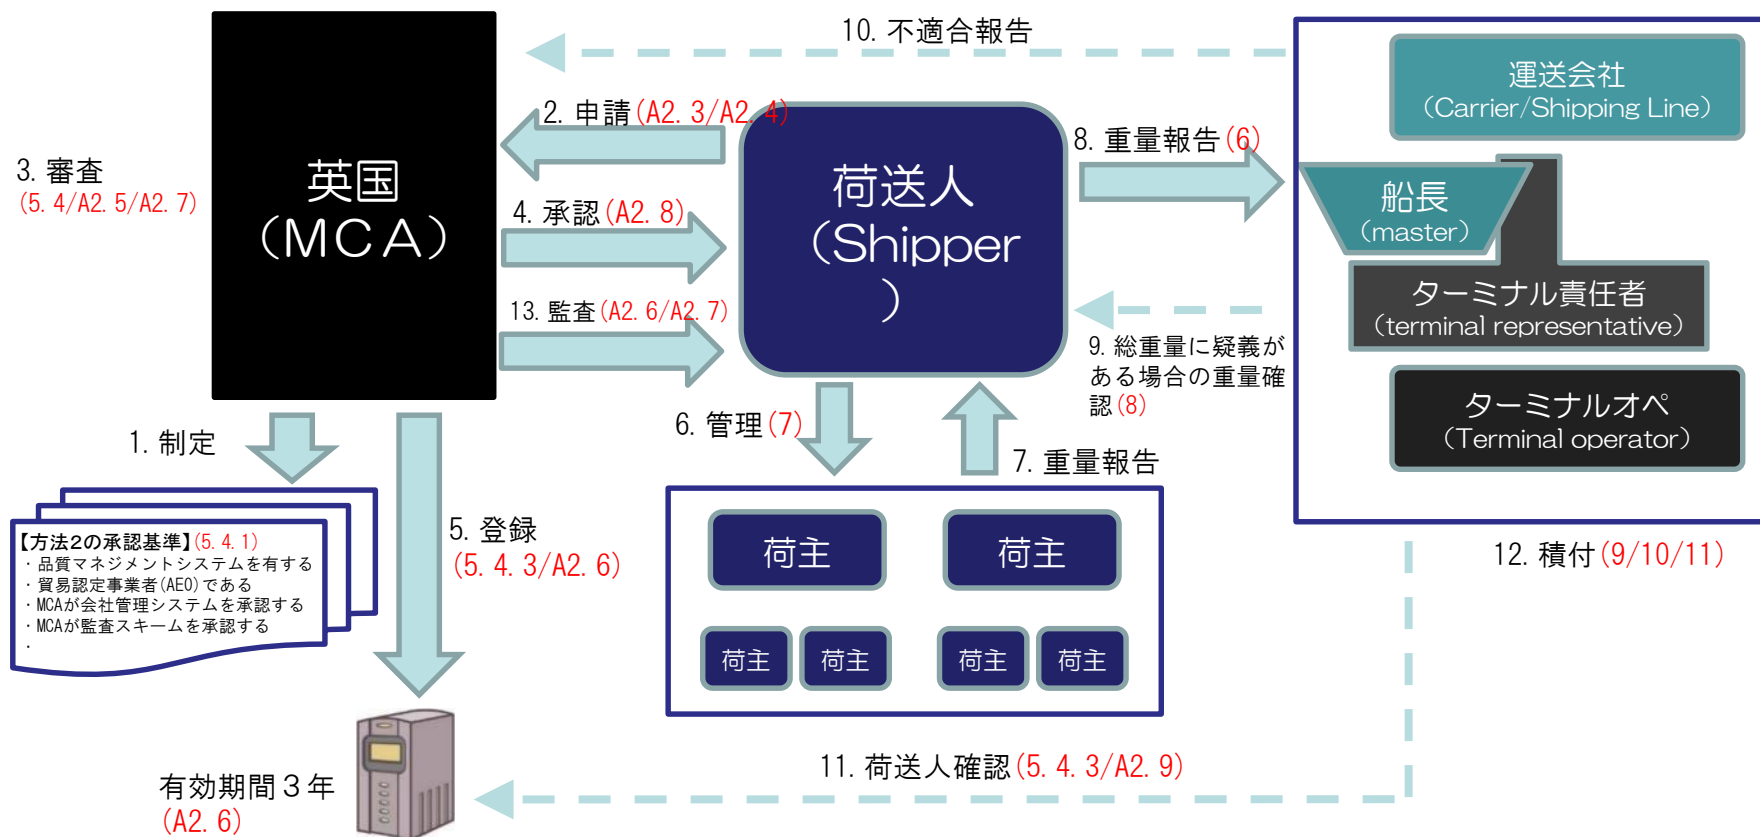 10. 不適合報告
運送会社
(Carrier/Shipping Line)
2. 申請(A2. 3/A2. 4)
8. 重量報告(6)
3. 審査
(5. 4/A2. 5/A2. 7)
英国
(MCA)
荷送人
(Shipper
)
船長
(master)
4. 承認(A2. 8)
ターミナル責任者
(terminal representative)
13. 監査(A2. 6/A2. 7)
9. 総重量に疑義が
ある場合の重量確
認(8)
ターミナルオペ
(Terminal operator)
1. 制定
6. 管理(7)
7. 重量報告
【方法2の承認基準】(5. 4. 1)
・品質マネジメントシステムを有する
・貿易認定事業者(AEO)である
・MCAが会社管理システムを承認する
・MCAが監査スキームを承認する
・
5. 登録
(5. 4. 3/A2. 6)
荷主 荷主
12. 積付(9/10/11)
荷主 荷主 荷主 荷主
11. 荷送人確認(5. 4. 3/A2. 9)
有効期間３年
(A2. 6)